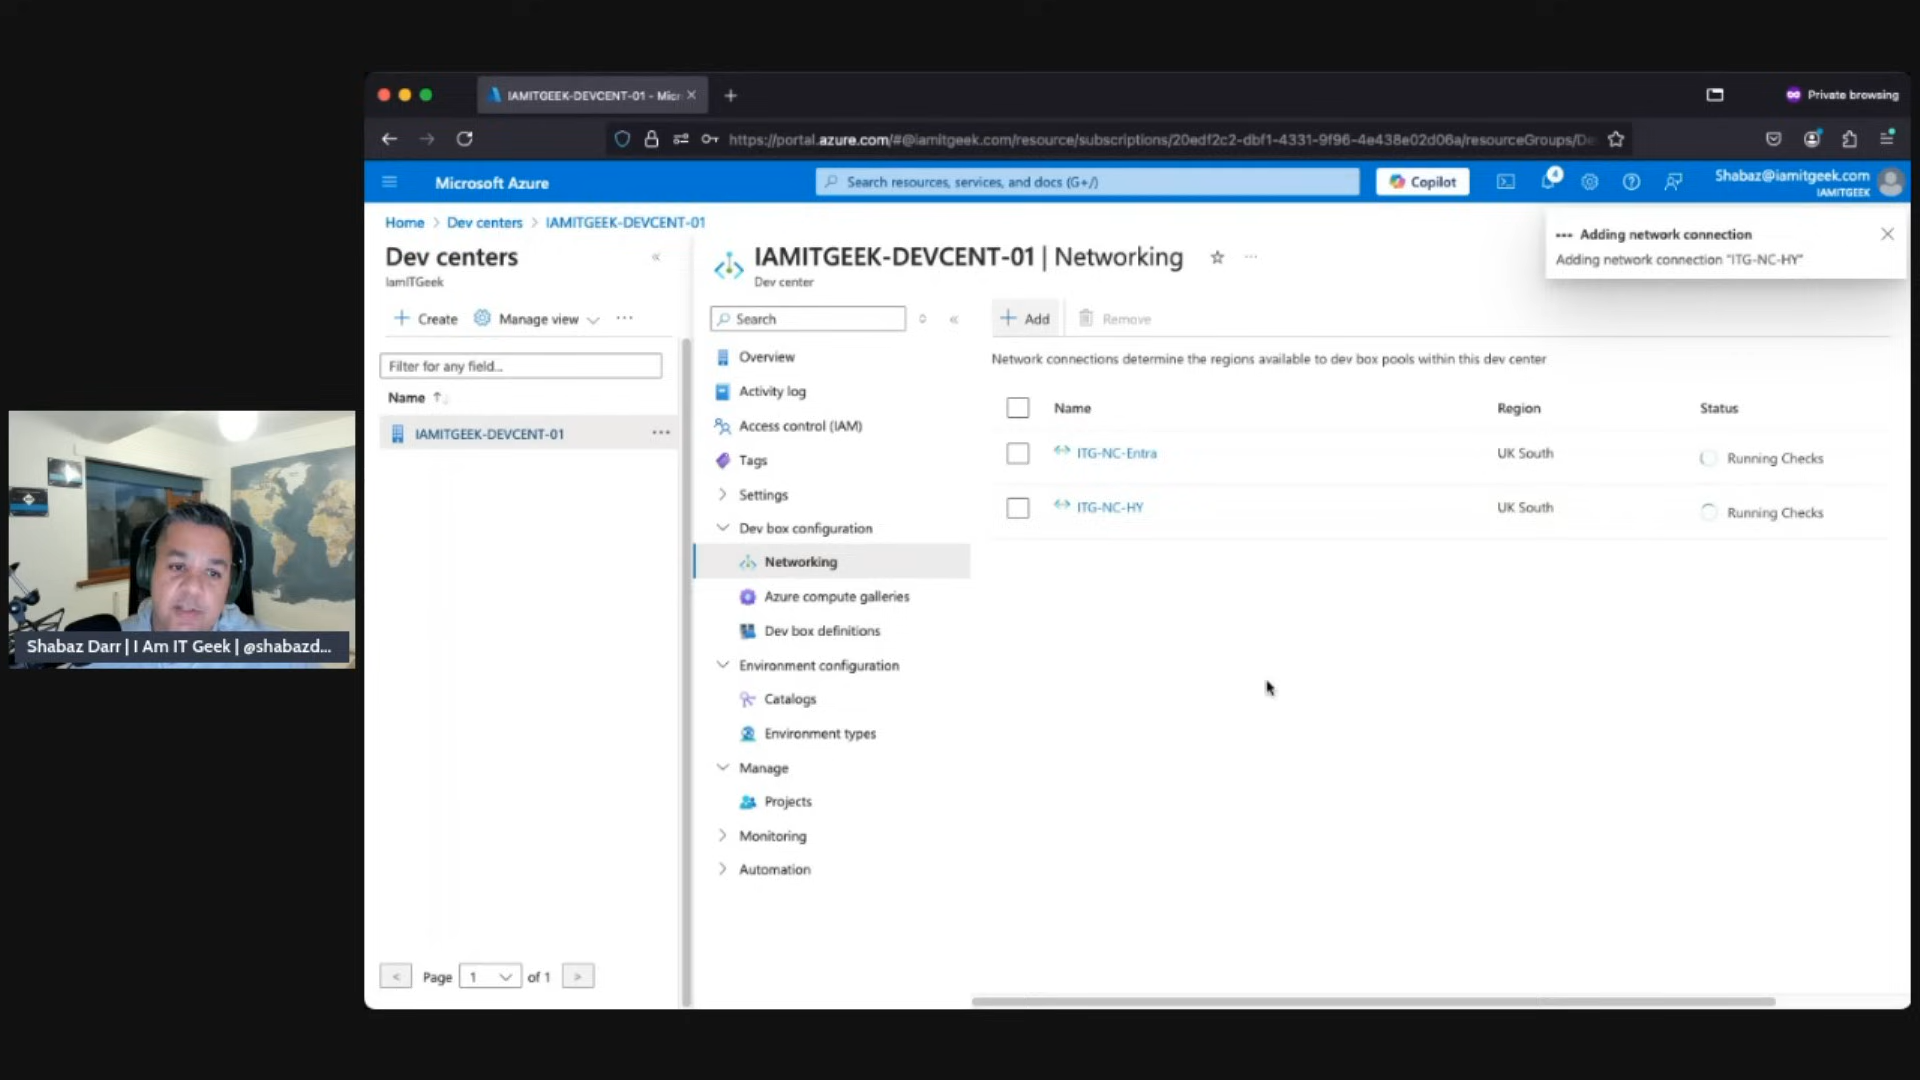 IAMITGEEK-DEVCENT-01 - Micr
Private browsing
https://portal.azure.com/#@iamitgeek.com/resource/subscriptions/20edf2c2-dbf1-4331-9f96-4e438e02d06a/resourceGroups/De
Microsoft Azure
Search resources, services, and docs (G+/)
Copilot
4
Shabaz@iamitgeek.com
IAMITGEEK
Home > Dev centers > IAMITGEEK-DEVCENT-01
Adding network connection
Adding network connection "ITG-NC-HY"
Dev centers
IamITGeek
IAMITGEEK-DEVCENT-01 | Networking
Dev center
Create
Manage view
Search
Add
Remove
Filter for any field...
Name
IAMITGEEK-DEVCENT-01
Overview
Activity log
Access control (IAM)
Tags
Settings
Dev box configuration
Networking
Azure compute galleries
Dev box definitions
Environment configuration
Catalogs
Environment types
Manage
Projects
Monitoring
Automation
Network connections determine the regions available to dev box pools within this dev center
Name Region Status
ITG-NC-Entra UK South Running Checks
ITG-NC-HY UK South Running Checks
Shabaz Darr | I Am IT Geek | @shabazd...
< Page 1 of 1 >